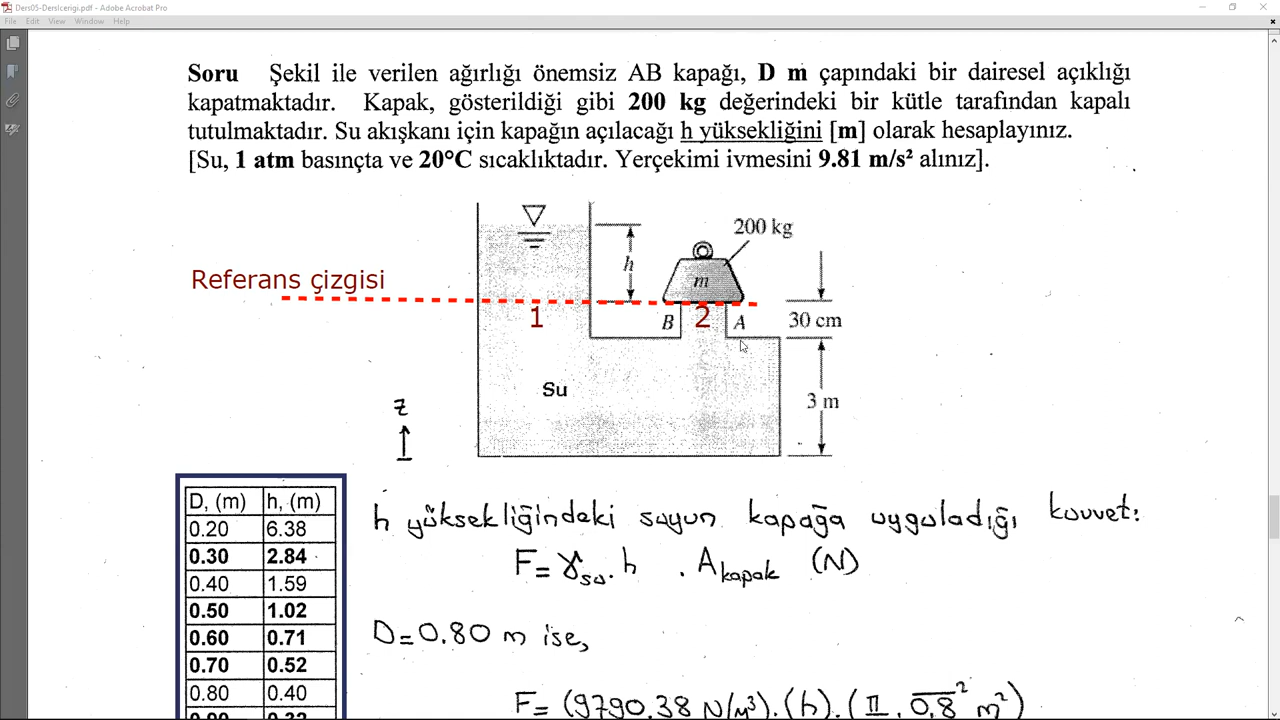 Ders05-DersIcerigi.pdf - Adobe Acrobat Pro
File Edit View Window Help
Soru Şekil ile verilen ağırlığı önemsiz AB kapağı, D m çapındaki bir dairesel açıklığı
kapatmaktadır. Kapak, gösterildiği gibi 200 kg değerindeki bir kütle tarafından kapalı
tutulmaktadır. Su akışkanı için kapağın açılacağı h yüksekliğini [m] olarak hesaplayınız.
[Su, 1 atm basınçta ve 20°C sıcaklıktadır. Yerçekimi ivmesini 9.81 m/s² alınız].
200 kg
h
m
Referans çizgisi
1
B
2
A
30 cm
Su
3 m
z
D, (m) h, (m)
0.20 6.38
0.30 2.84
0.40 1.59
0.50 1.02
0.60 0.71
0.70 0.52
0.80 0.40
0.90 0.32
h yüksekliğindeki suyun kapağa uyguladığı kuvvet:
F= γsu . h . Akapak (N)
D=0.80 m ise,
F= (9790.38 N/m³).(h).(π . 0.8² m²)